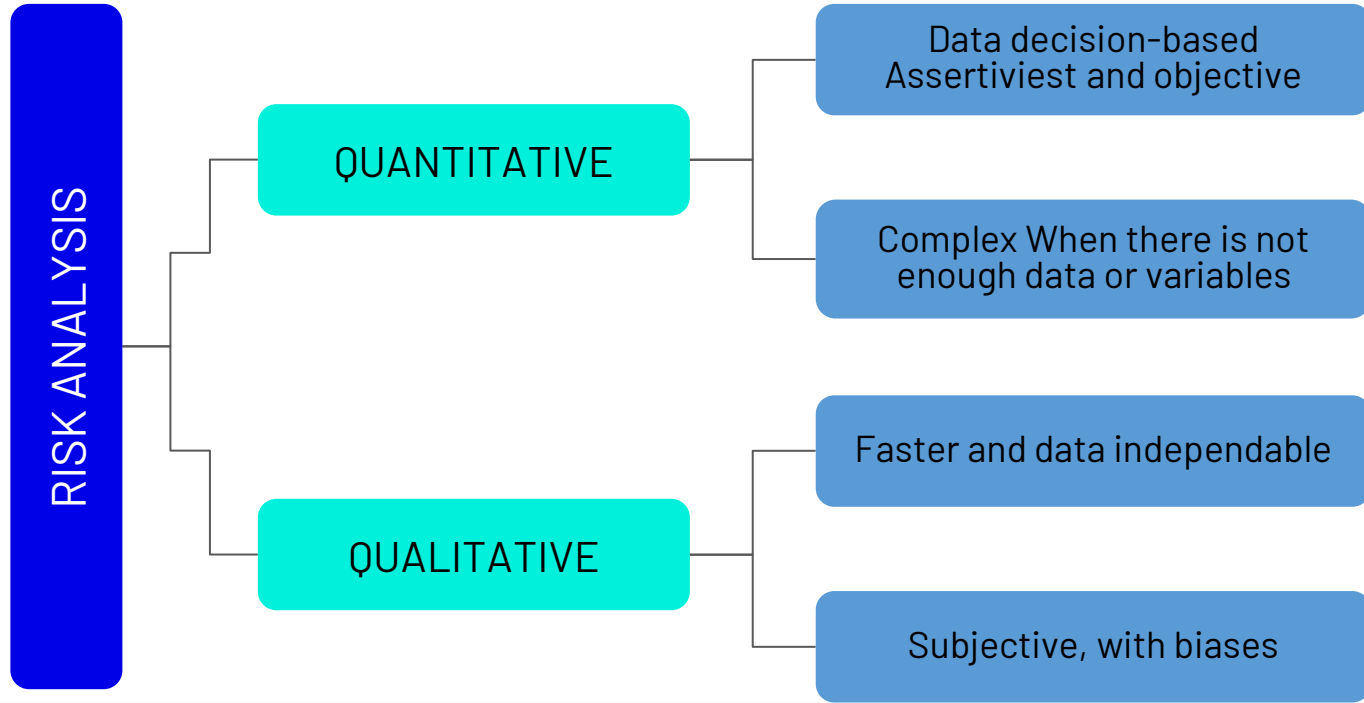 RISK ANALYSIS
QUANTITATIVE
Data decision-based
Assertiviest and objective
Complex When there is not
enough data or variables
QUALITATIVE
Faster and data independable
Subjective, with biases